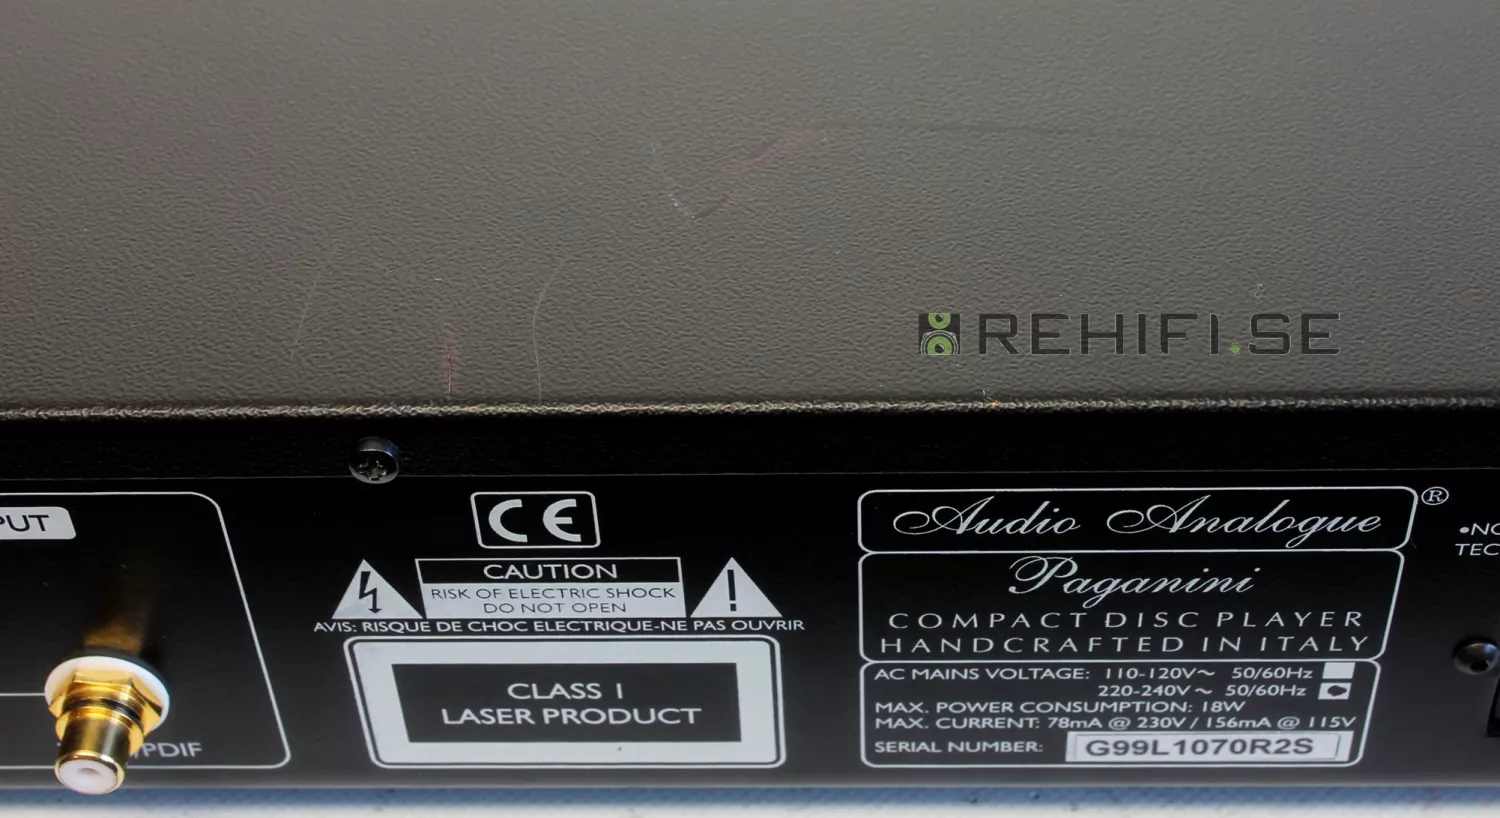 REHIFI.SE
PUT
CE
Audio Analogue ®
•NO
TEC
CAUTION
RISK OF ELECTRIC SHOCK
DO NOT OPEN
AVIS: RISQUE DE CHOC ELECTRIQUE-NE PAS OUVRIR
Paganini
COMPACT DISC PLAYER
HANDCRAFTED IN ITALY
CLASS 1
LASER PRODUCT
AC MAINS VOLTAGE: 110-120V~ 50/60Hz
220-240V~ 50/60Hz
MAX. POWER CONSUMPTION: 18W
MAX. CURRENT: 78mA @ 230V / 156mA @ 115V
SERIAL NUMBER: G99L1070R2S
/PDIF